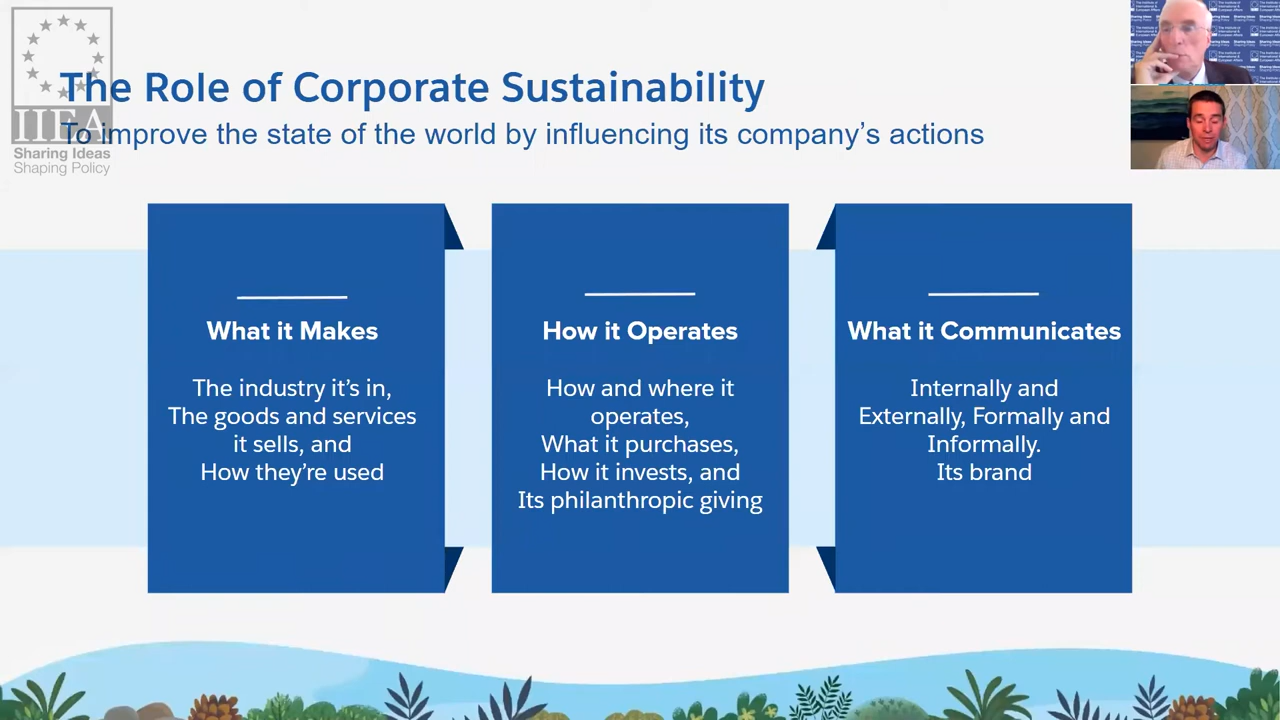 The Role of Corporate Sustainability
To improve the state of the world by influencing its company's actions
IIEA
Sharing Ideas
Shaping Policy
What it Makes
The industry it's in,
The goods and services
it sells, and
How they're used
How it Operates
How and where it
operates,
What it purchases,
How it invests, and
Its philanthropic giving
What it Communicates
Internally and
Externally, Formally and
Informally.
Its brand